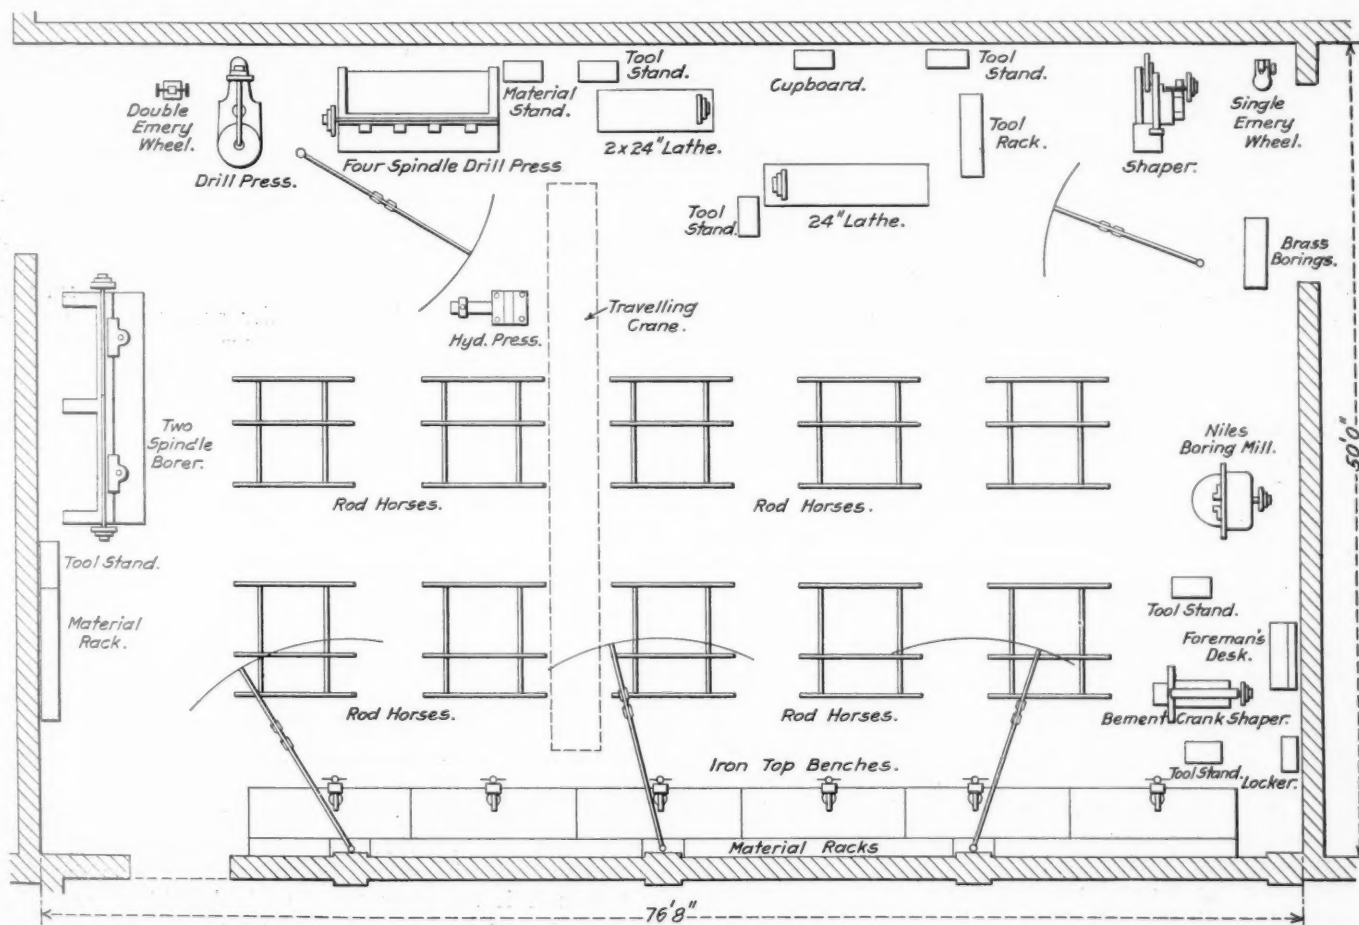 Double
Emery
Wheel.
Drill Press.
Four Spindle Drill Press
Material
Stand.
Tool
Stand.
2x24" Lathe.
Cupboard.
Tool
Stand.
Tool
Rack.
Shaper.
Single
Emery
Wheel.
Tool
Stand.
24" Lathe.
Brass
Borings.
Travelling
Crane.
Hyd. Press.
Two
Spindle
Borer.
Niles
Boring Mill.
50'0"
Rod Horses.
Rod Horses.
Tool Stand.
Material
Rack.
Tool Stand.
Foreman's
Desk.
Rod Horses.
Rod Horses.
Bement Crank Shaper.
Iron Top Benches.
Tool Stand.
Locker.
Material Racks
76'8"